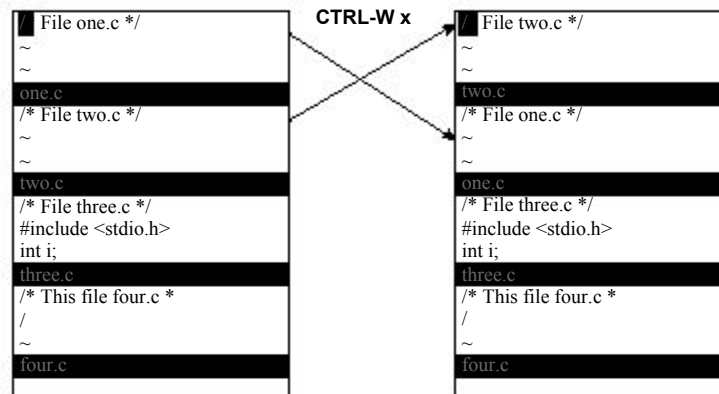 CTRL-W x
/* File one.c */
~
~
one.c
/* File two.c */
~
~
two.c
/* File three.c */
#include <stdio.h>
int i;
three.c
/* This file four.c *
/
~
four.c
/* File two.c */
~
~
two.c
/* File one.c */
~
~
one.c
/* File three.c */
#include <stdio.h>
int i;
three.c
/* This file four.c *
/
~
four.c